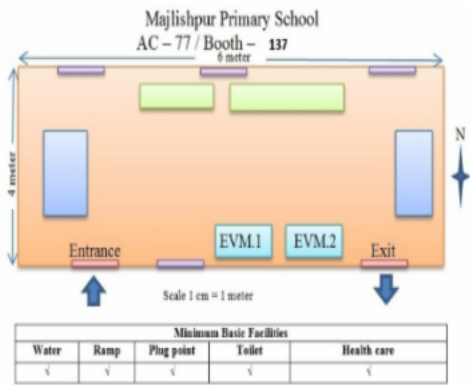 Majlishpur Primary School
AC – 77 / Booth – 137
6 meter
4 meter
N
EVM.1 EVM.2
Entrance Exit
Scale 1 cm = 1 meter
Minimum Basic Facilities
Water Ramp Plug point Toilet Health care
√ √ √ √ √